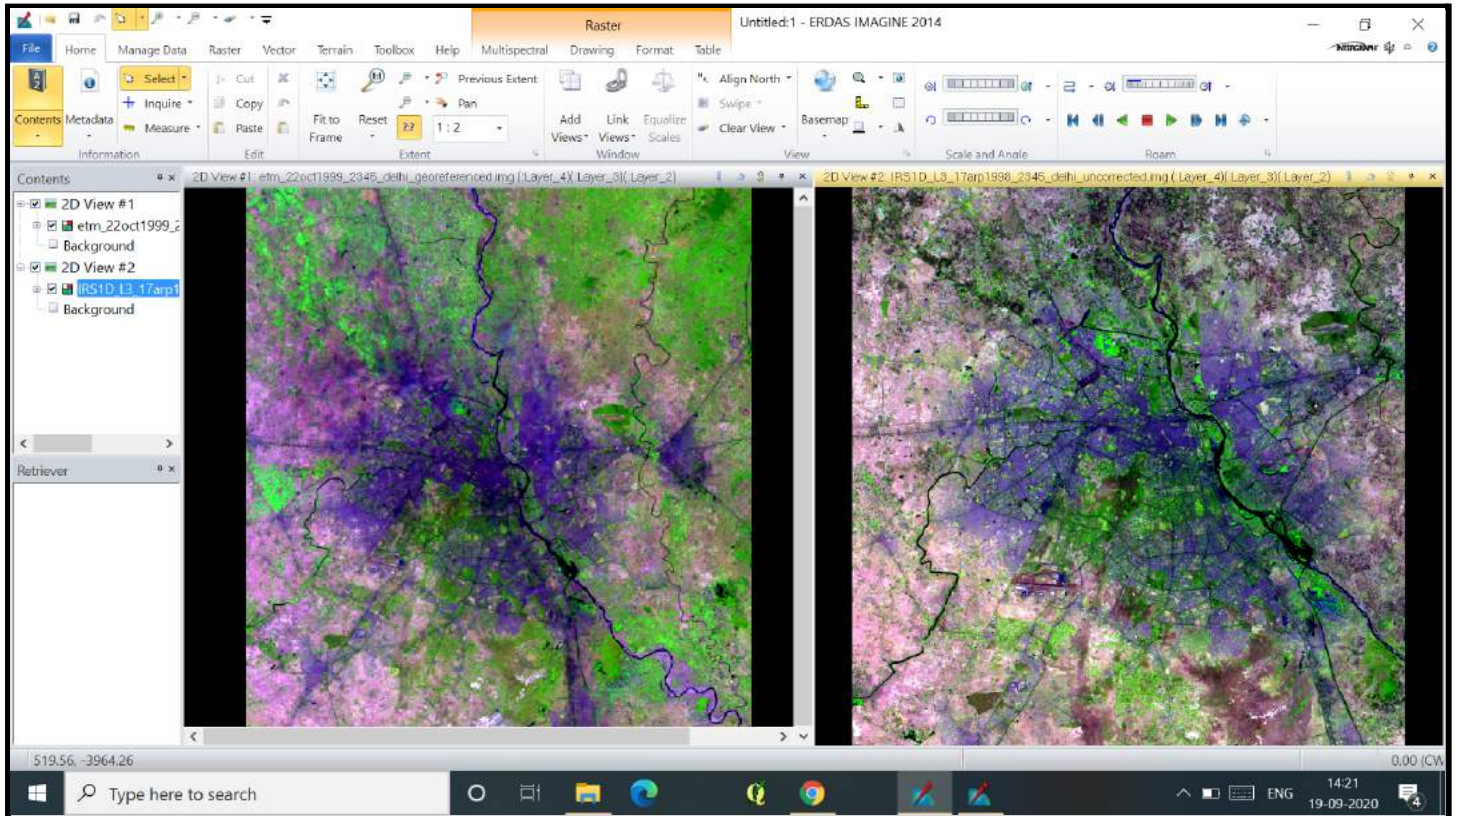 Raster
Untitled:1 - ERDAS IMAGINE 2014
File Home Manage Data Raster Vector Terrain Toolbox Help Multispectral Drawing Format Table
Select Cut Previous Extent Align North
Inquire Copy Pan Swipe
Contents Metadata Measure Paste Fit to Frame Reset 1:2 Add Views Link Views Equalize Scales Clear View Basemap
Information Edit Extent Window View Scale and Angle Roam
Contents
2D View #1
etm_22oct1999_2
Background
2D View #2
IRS1D_L3_17arp1
Background
Retriever
2D View #1: etm_22oct1999_2345_delhi_georeferenced.img (:Layer_4)(:Layer_3)(:Layer_2)
2D View #2: IRS1D_L3_17arp1998_2345_delhi_uncorrected.img (:Layer_4)(:Layer_3)(:Layer_2)
519.56, -3964.26
0.00 (CW
Type here to search
ENG
14:21
19-09-2020
4